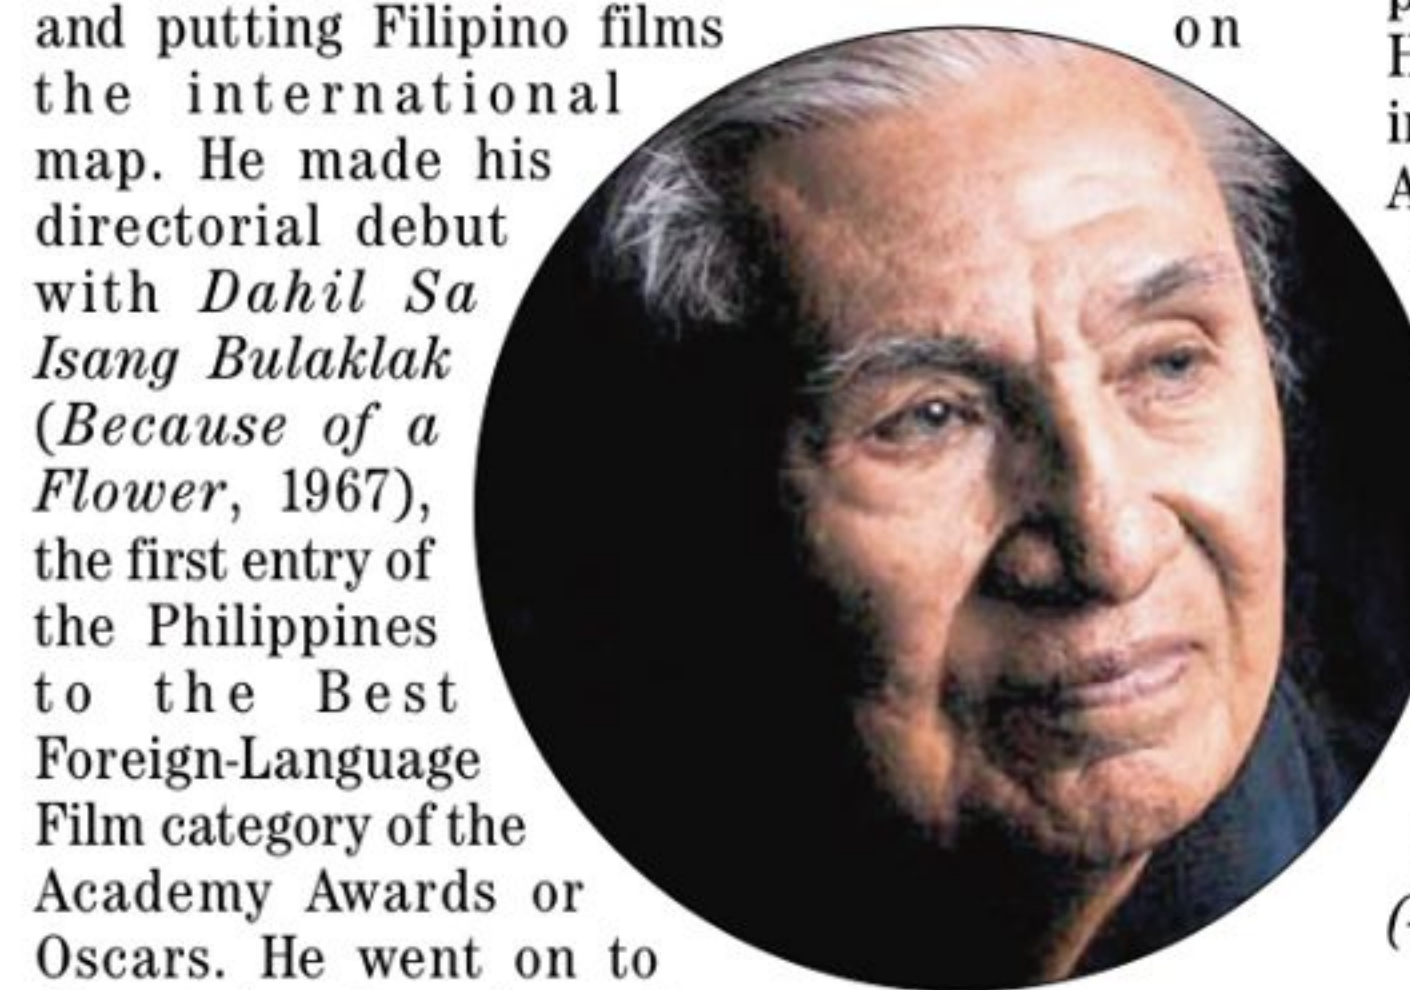 and putting Filipino films on
the international
map. He made his
directorial debut
with Dahil Sa
Isang Bulaklak
(Because of a
Flower, 1967),
the first entry of
the Philippines
to the Best
Foreign-Language
Film category of the
Academy Awards or
Oscars. He went on to